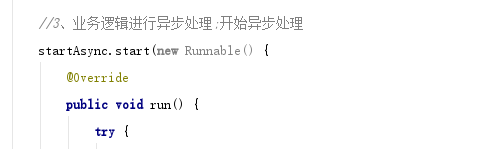 //3、业务逻辑进行异步处理;开始异步处理
startAsync.start(new Runnable() {
@Override
public void run() {
try {